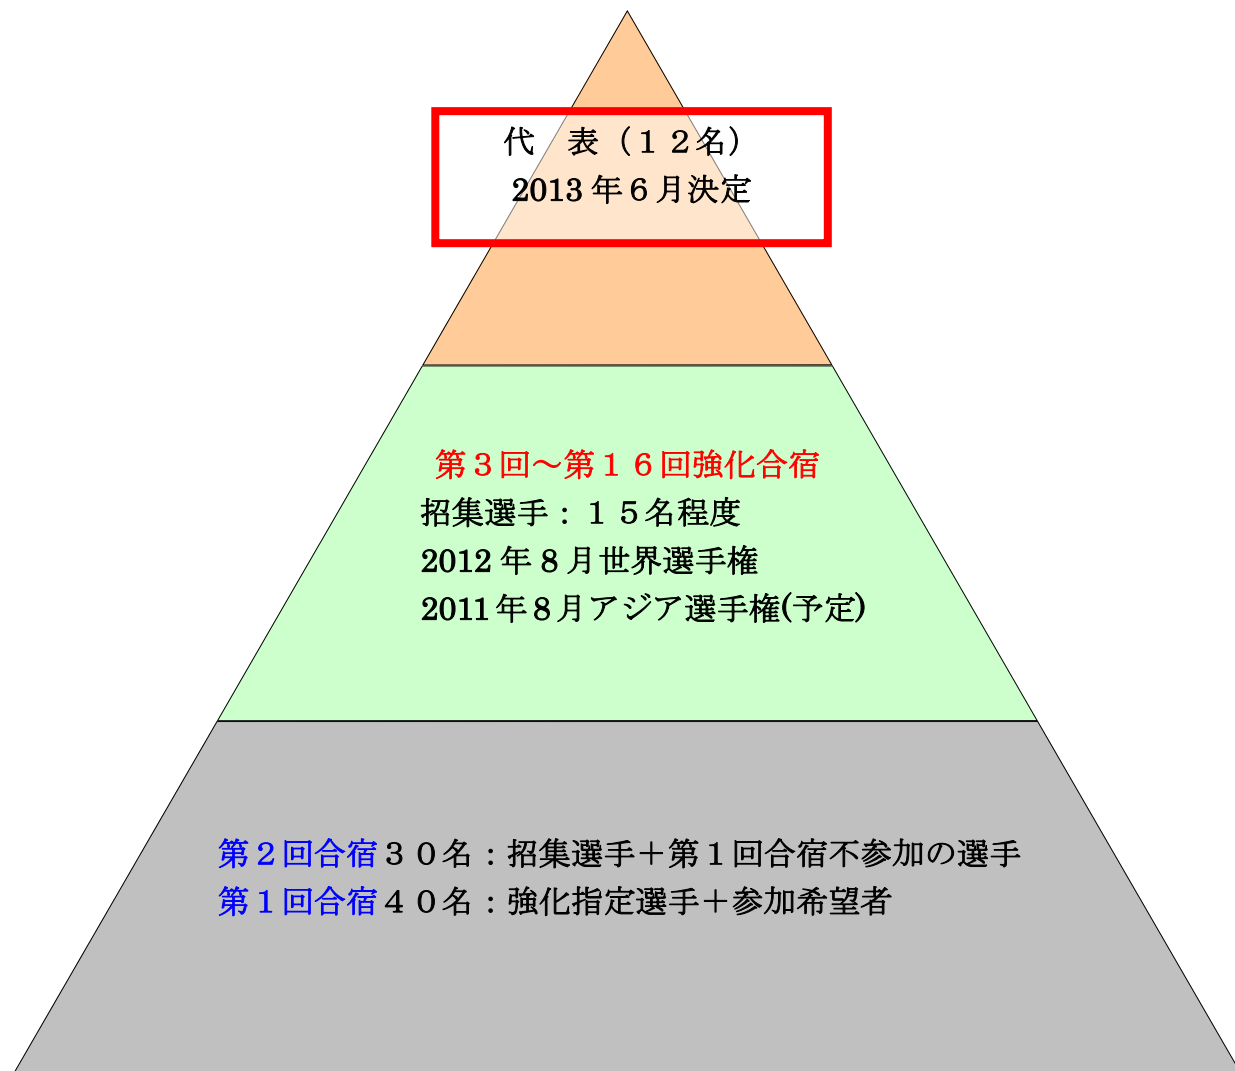 代　表（１２名）
2013 年６月決定
第３回～第１６回強化合宿
招集選手：１５名程度
2012 年８月世界選手権
2011 年８月アジア選手権(予定)
第２回合宿３０名：招集選手＋第１回合宿不参加の選手
第１回合宿４０名：強化指定選手＋参加希望者